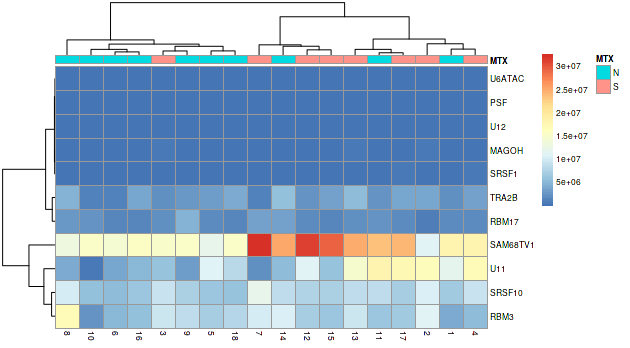 MTX
U6ATAC
PSF
U12
MAGOH
SRSF1
TRA2B
RBM17
SAM68TV1
U11
SRSF10
RBM3
8 10 6 16 3 9 5 18 7 14 12 15 13 11 17 2 1 4
3e+07
2.5e+07
2e+07
1.5e+07
1e+07
5e+06
MTX
N
S